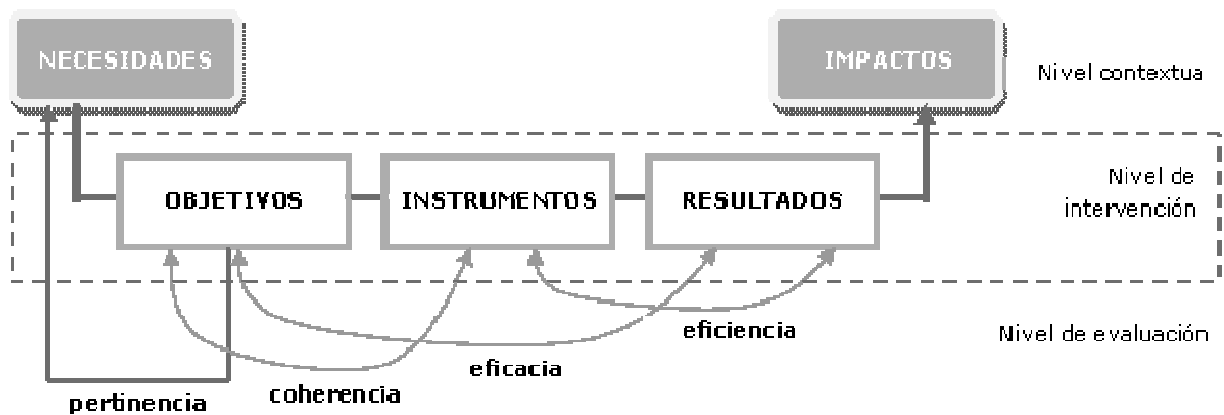 NECESIDADES
IMPACTOS
Nivel contextua
OBJETIVOS
INSTRUMENTOS
RESULTADOS
Nivel de
intervención
eficiencia
Nivel de evaluación
eficacia
coherencia
pertinencia